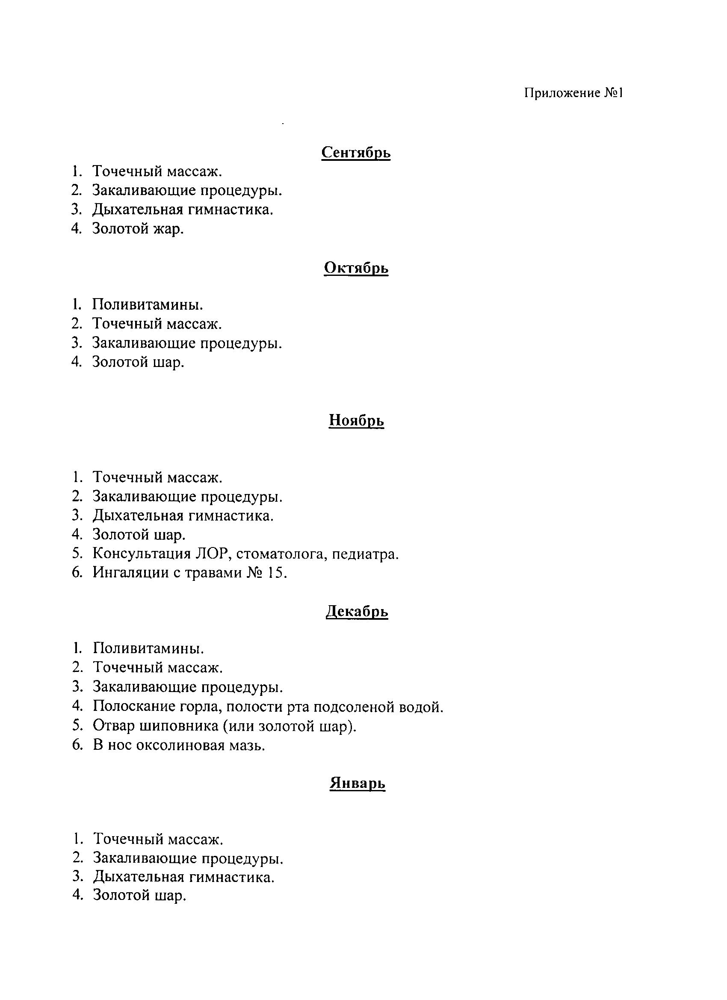 Приложение №1
Сентябрь
1. Точечный массаж.
2. Закаливающие процедуры.
3. Дыхательная гимнастика.
4. Золотой жар.
Октябрь
1. Поливитамины.
2. Точечный массаж.
3. Закаливающие процедуры.
4. Золотой шар.
Ноябрь
1. Точечный массаж.
2. Закаливающие процедуры.
3. Дыхательная гимнастика.
4. Золотой шар.
5. Консультация ЛОР, стоматолога, педиатра.
6. Ингаляции с травами № 15.
Декабрь
1. Поливитамины.
2. Точечный массаж.
3. Закаливающие процедуры.
4. Полоскание горла, полости рта подсоленой водой.
5. Отвар шиповника (или золотой шар).
6. В нос оксолиновая мазь.
Январь
1. Точечный массаж.
2. Закаливающие процедуры.
3. Дыхательная гимнастика.
4. Золотой шар.